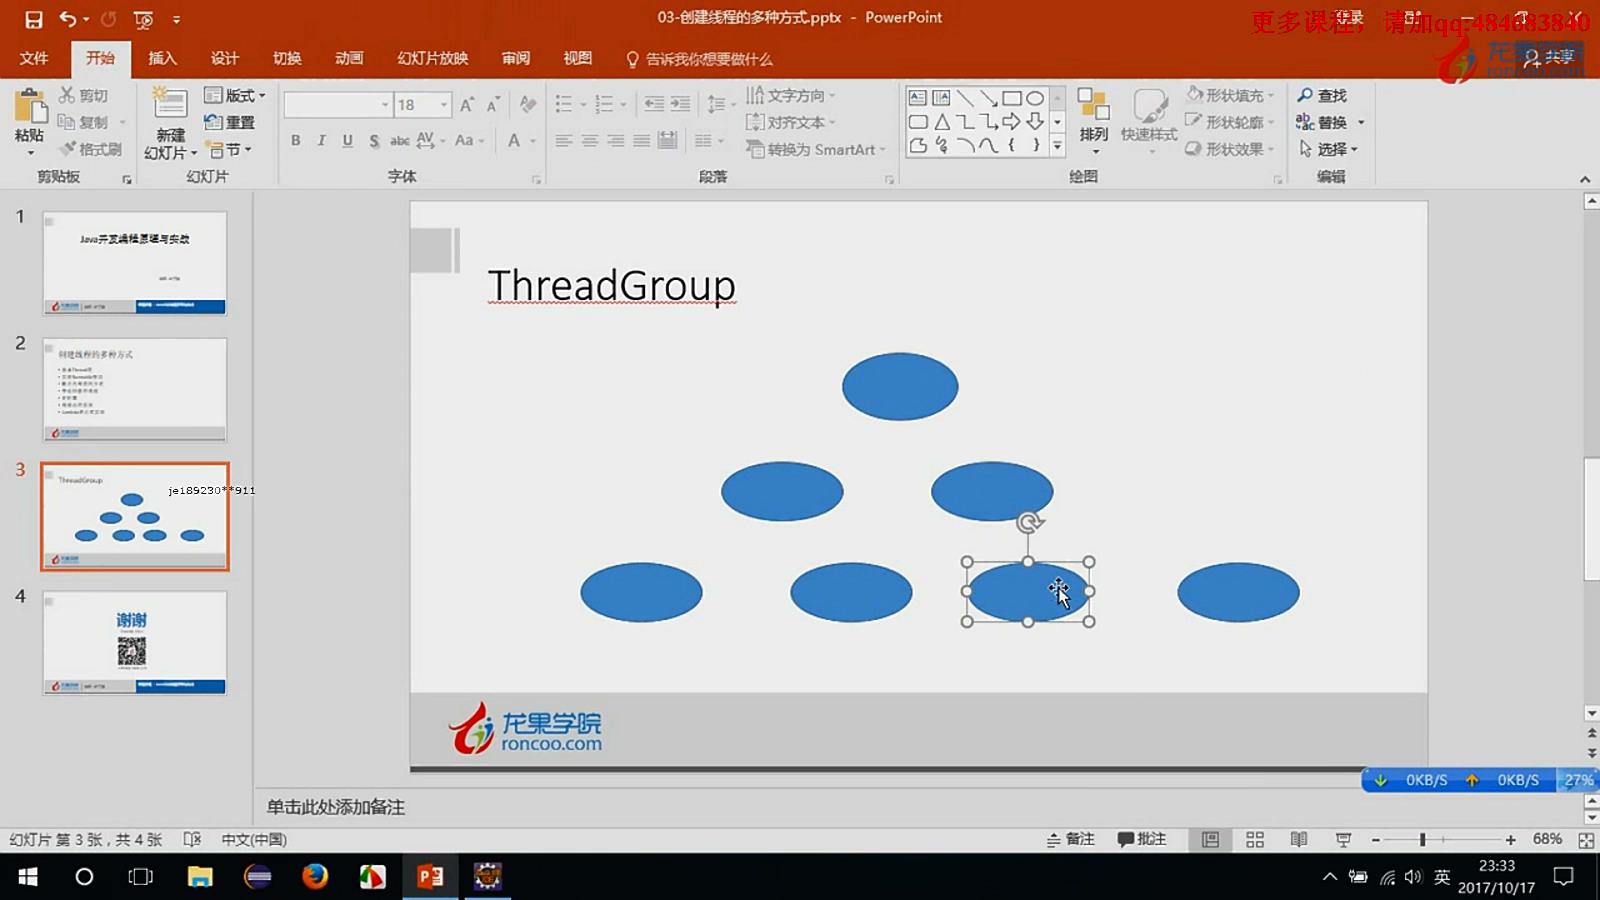 03-创建线程的多种方式.pptx - PowerPoint
登录
更多课程，请加qq:484683840
文件 开始 插入 设计 切换 动画 幻灯片放映 审阅 视图 告诉我你想要做什么
共享
龙果学院
roncoo.com
粘贴
剪切
复制
格式刷
剪贴板
新建
幻灯片
版式
重置
节
幻灯片
18
B I U S abc AV Aa A
字体
文字方向
对齐文本
转换为 SmartArt
段落
排列
快速样式
形状填充
形状轮廓
形状效果
绘图
查找
替换
选择
编辑
1
Java并发编程原理与实战
2
创建线程的多种方式
3
ThreadGroup
je189230**911
4
谢谢
ThreadGroup
龙果学院
roncoo.com
0KB/S 0KB/S 27%
单击此处添加备注
幻灯片 第 3 张，共 4 张 中文(中国)
备注 批注 68%
英
23:33
2017/10/17